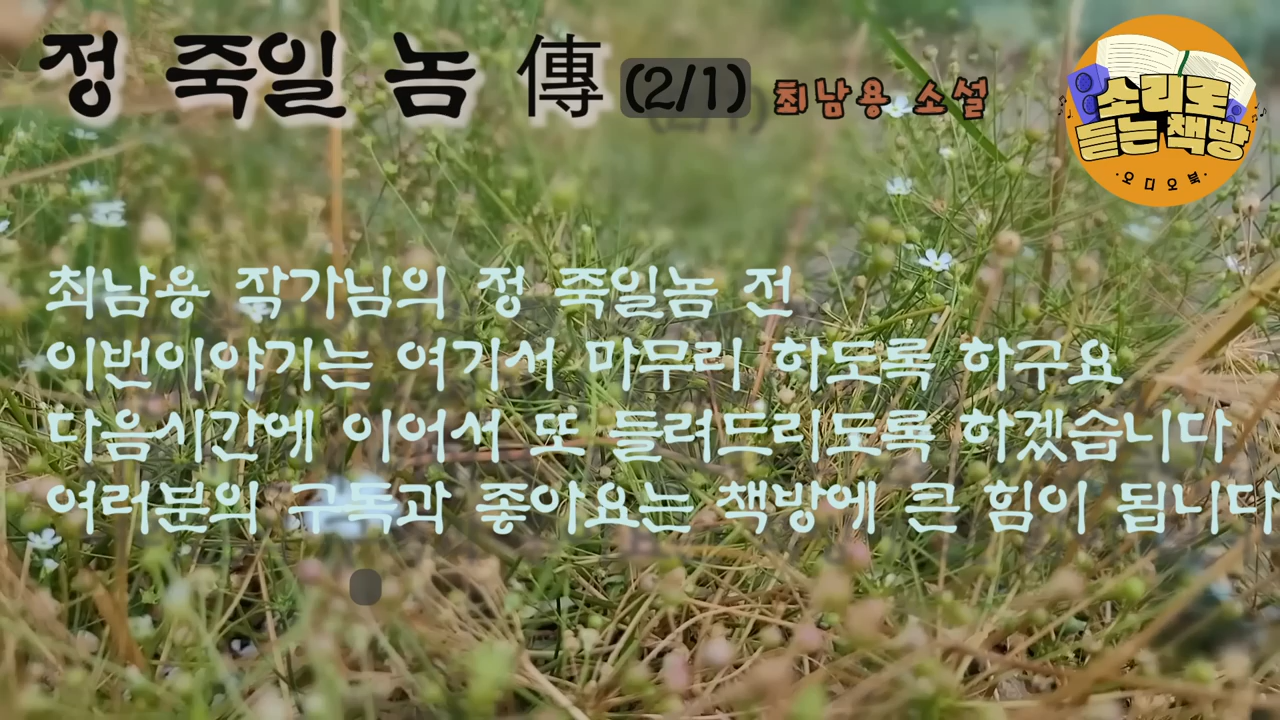 정 죽일 놈 傳 (2/1) 최남용 소설
소리로
듣는 책방
·오디오북·
최남용 작가님의 정 죽일놈 전
이번이야기는 여기서 마무리 하도록 하구요
다음시간에 이어서 또 들려드리도록 하겠습니다
여러분의 구독과 좋아요는 책방에 큰 힘이 됩니다